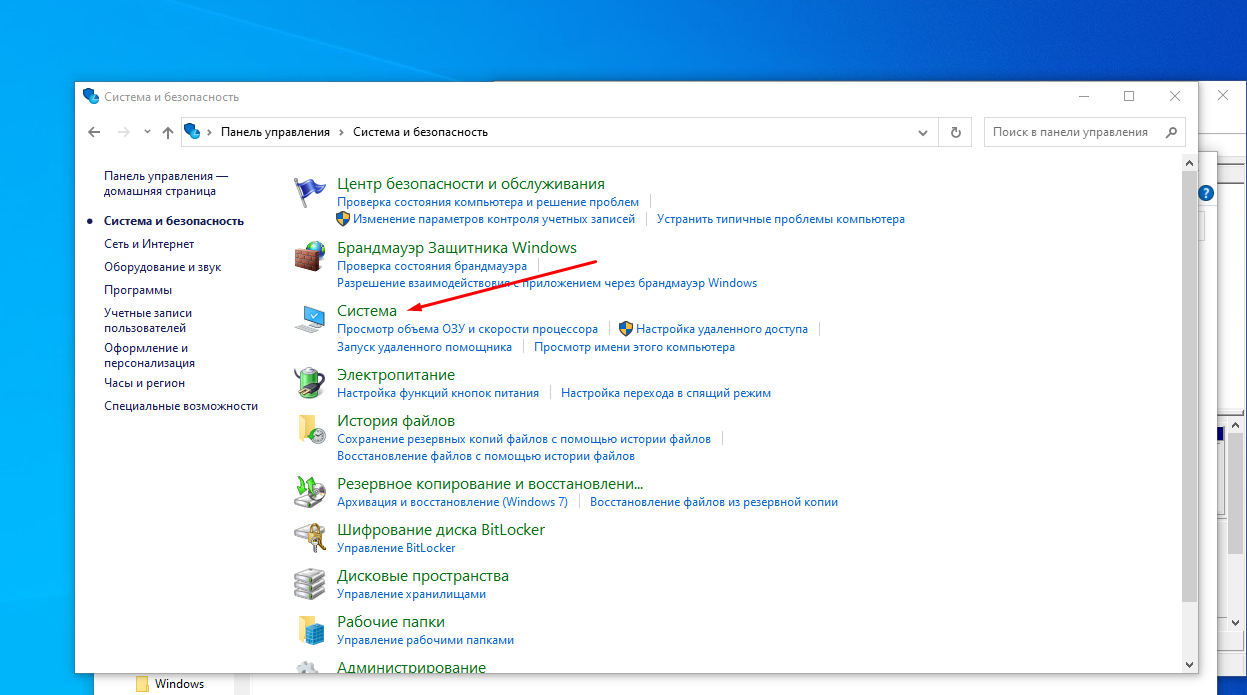 Система и безопасность
Панель управления › Система и безопасность
Поиск в панели управления
Панель управления —
домашняя страница
Система и безопасность
Сеть и Интернет
Оборудование и звук
Программы
Учетные записи
пользователей
Оформление и
персонализация
Часы и регион
Специальные возможности
Центр безопасности и обслуживания
Проверка состояния компьютера и решение проблем
Изменение параметров контроля учетных записей
Устранить типичные проблемы компьютера
Брандмауэр Защитника Windows
Проверка состояния брандмауэра
Разрешение взаимодействия с приложением через брандмауэр Windows
Система
Просмотр объема ОЗУ и скорости процессора
Настройка удаленного доступа
Запуск удаленного помощника
Просмотр имени этого компьютера
Электропитание
Настройка функций кнопок питания
Настройка перехода в спящий режим
История файлов
Сохранение резервных копий файлов с помощью истории файлов
Восстановление файлов с помощью истории файлов
Резервное копирование и восстановлени...
Архивация и восстановление (Windows 7)
Восстановление файлов из резервной копии
Шифрование диска BitLocker
Управление BitLocker
Дисковые пространства
Управление хранилищами
Рабочие папки
Управление рабочими папками
Администрирование
Windows